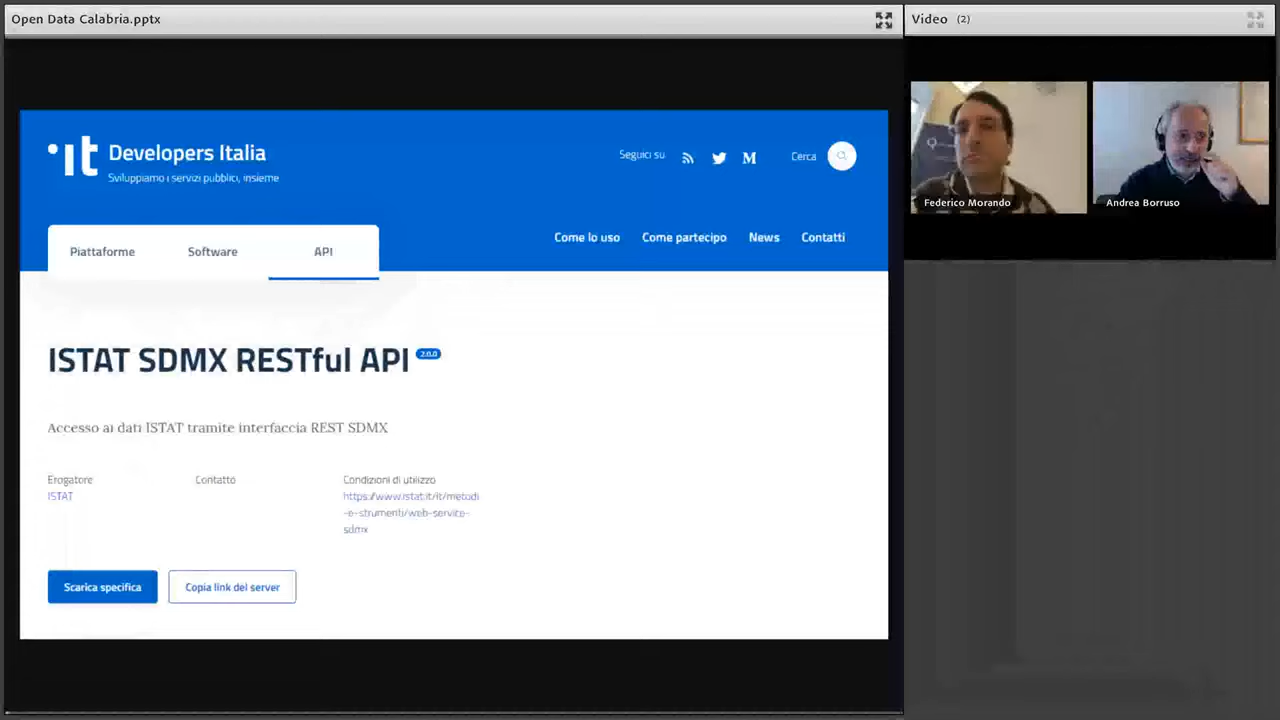 Open Data Calabria.pptx
Video (2)
Federico Morando
Andrea Borruso
.it Developers Italia
Sviluppiamo i servizi pubblici, insieme
Seguici su
Cerca
Piattaforme
Software
API
Come lo uso
Come partecipo
News
Contatti
ISTAT SDMX RESTful API 2.0.0
Accesso ai dati ISTAT tramite interfaccia REST SDMX
Erogatore
ISTAT
Contatto
Condizioni di utilizzo
https://www.istat.it/it/metodi
-e-strumenti/web-service-
sdmx
Scarica specifica
Copia link del server